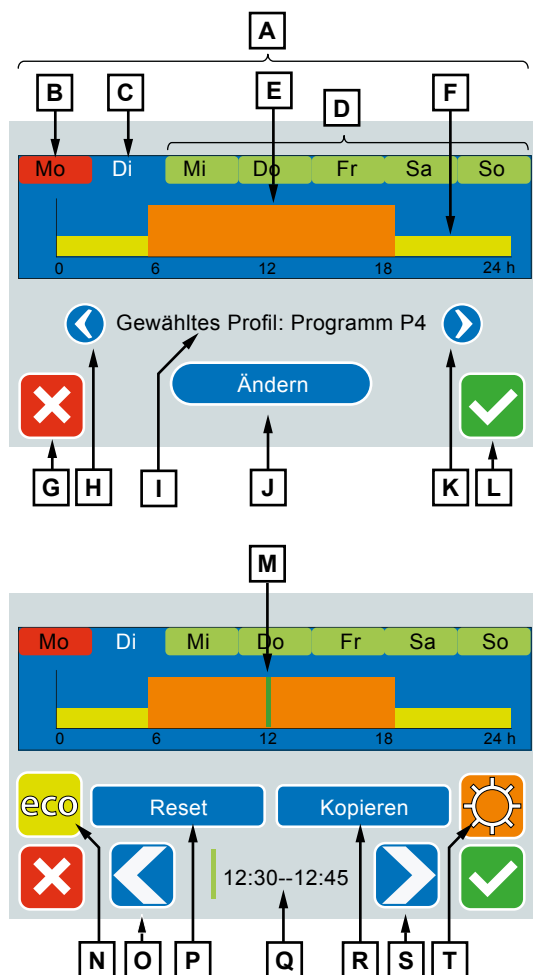 A
B C E D F
Mo Di Mi Do Fr Sa So
0 6 12 18 24 h
Gewähltes Profil: Programm P4
Ändern
G H I J K L
M
Mo Di Mi Do Fr Sa So
0 6 12 18 24 h
eco Reset Kopieren
12:30--12:45
N O P Q R S T